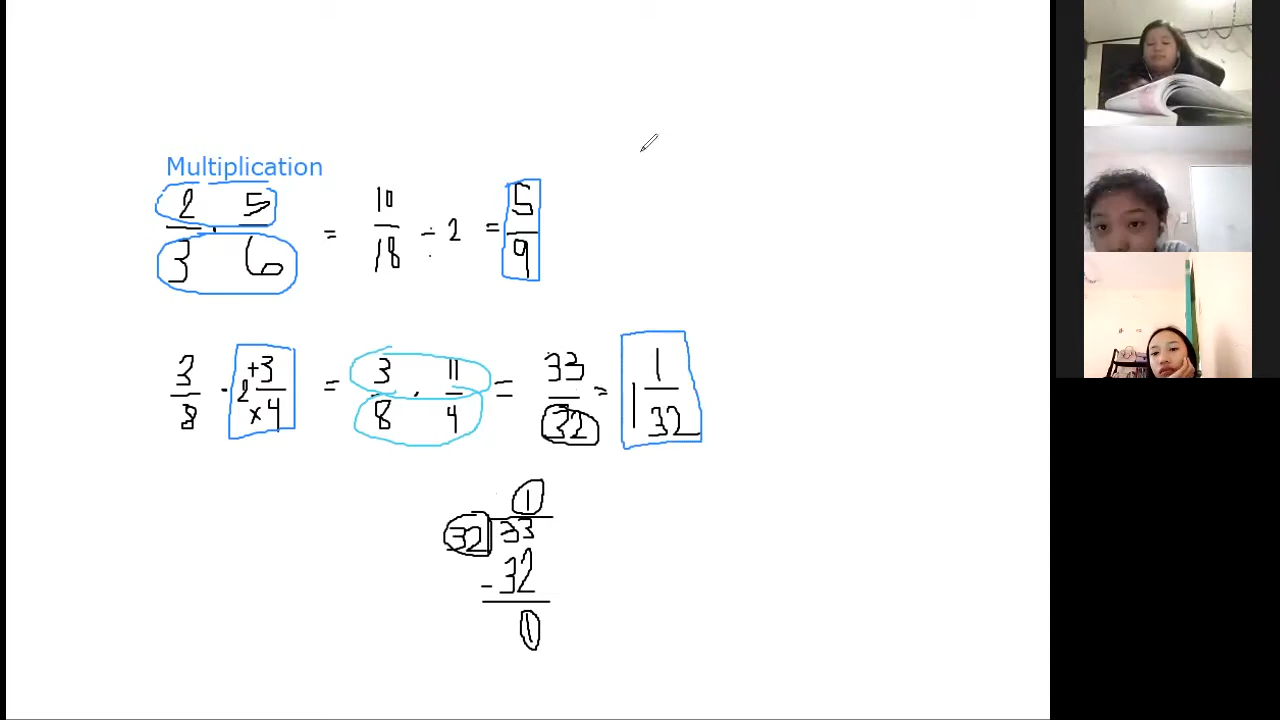 Multiplication
2/3 · 5/6 = 10/18 ÷ 2 = 5/9
3/8 · 2 +3/×4 = 3/8 · 11/4 = 33/32 = 1 1/32
1
32 33
- 32
1